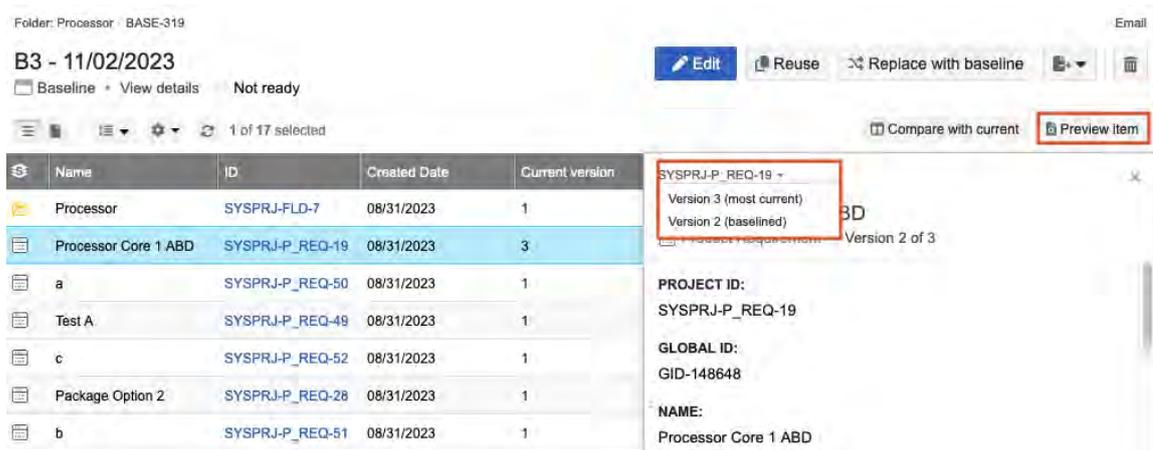 Folder: Processor BASE-319 Email
B3 - 11/02/2023 Edit Reuse Replace with baseline
Baseline • View details Not ready
1 of 17 selected Compare with current Preview item
Name ID Created Date Current version
Processor SYSPRJ-FLD-7 08/31/2023 1
Processor Core 1 ABD SYSPRJ-P_REQ-19 08/31/2023 3
a SYSPRJ-P_REQ-50 08/31/2023 1
Test A SYSPRJ-P_REQ-49 08/31/2023 1
c SYSPRJ-P_REQ-52 08/31/2023 1
Package Option 2 SYSPRJ-P_REQ-28 08/31/2023 1
b SYSPRJ-P_REQ-51 08/31/2023 1
SYSPRJ-P_REQ-19
Version 3 (most current)
Version 2 (baselined)
BD
Version 2 of 3
PROJECT ID:
SYSPRJ-P_REQ-19
GLOBAL ID:
GID-148648
NAME:
Processor Core 1 ABD